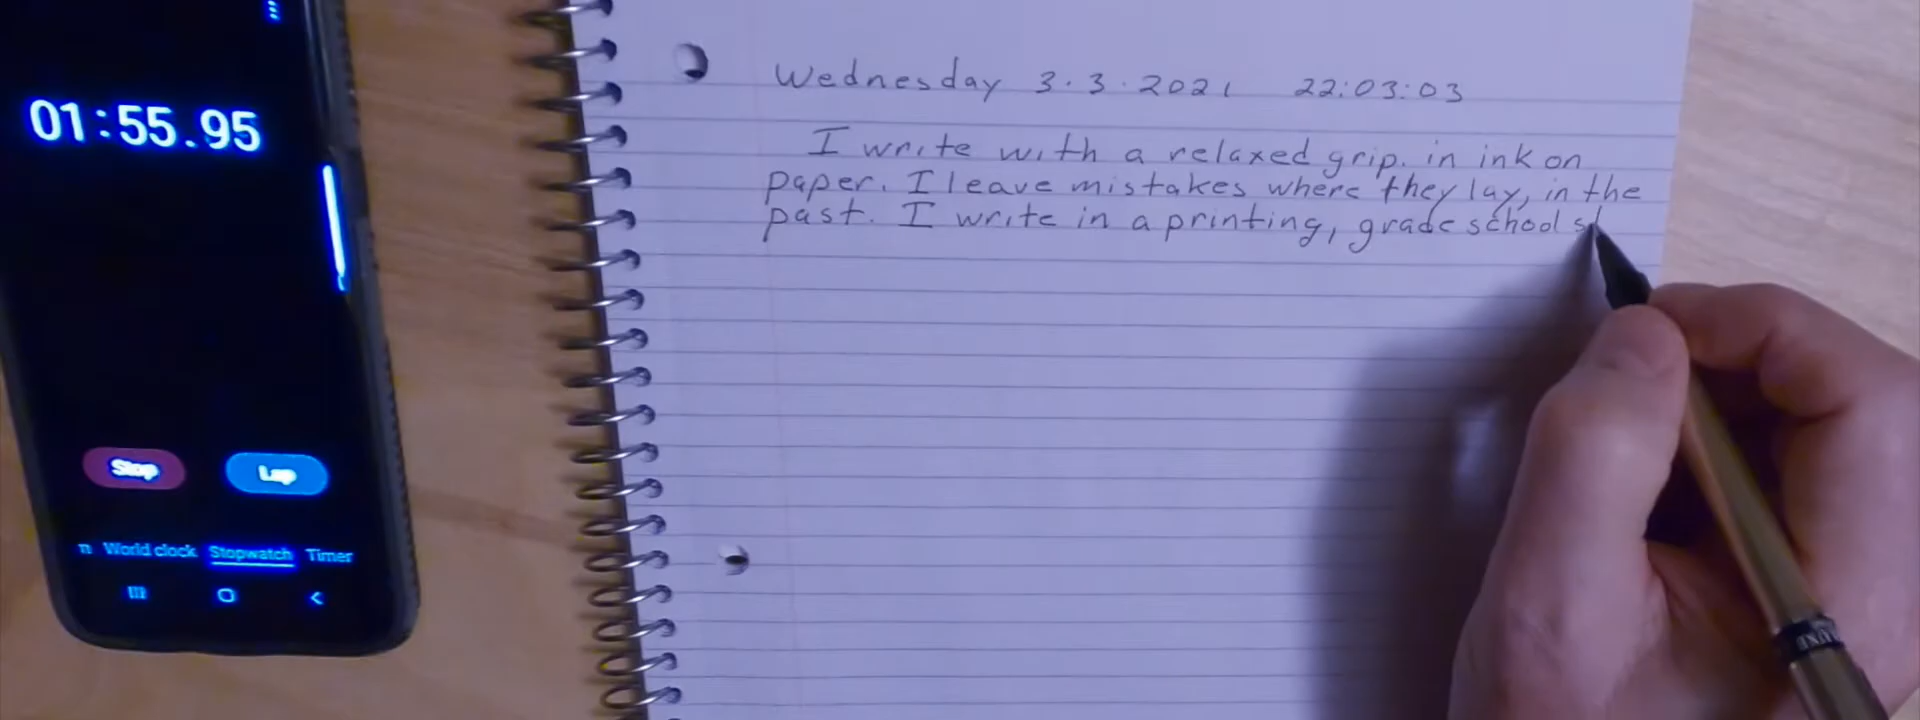 01:55.95
Stop
Lap
World clock
Stopwatch
Timer
Wednesday 3.3.2021 22:03:03
I write with a relaxed grip. in ink on
paper. I leave mistakes where they lay, in the
past. I write in a printing, grade school